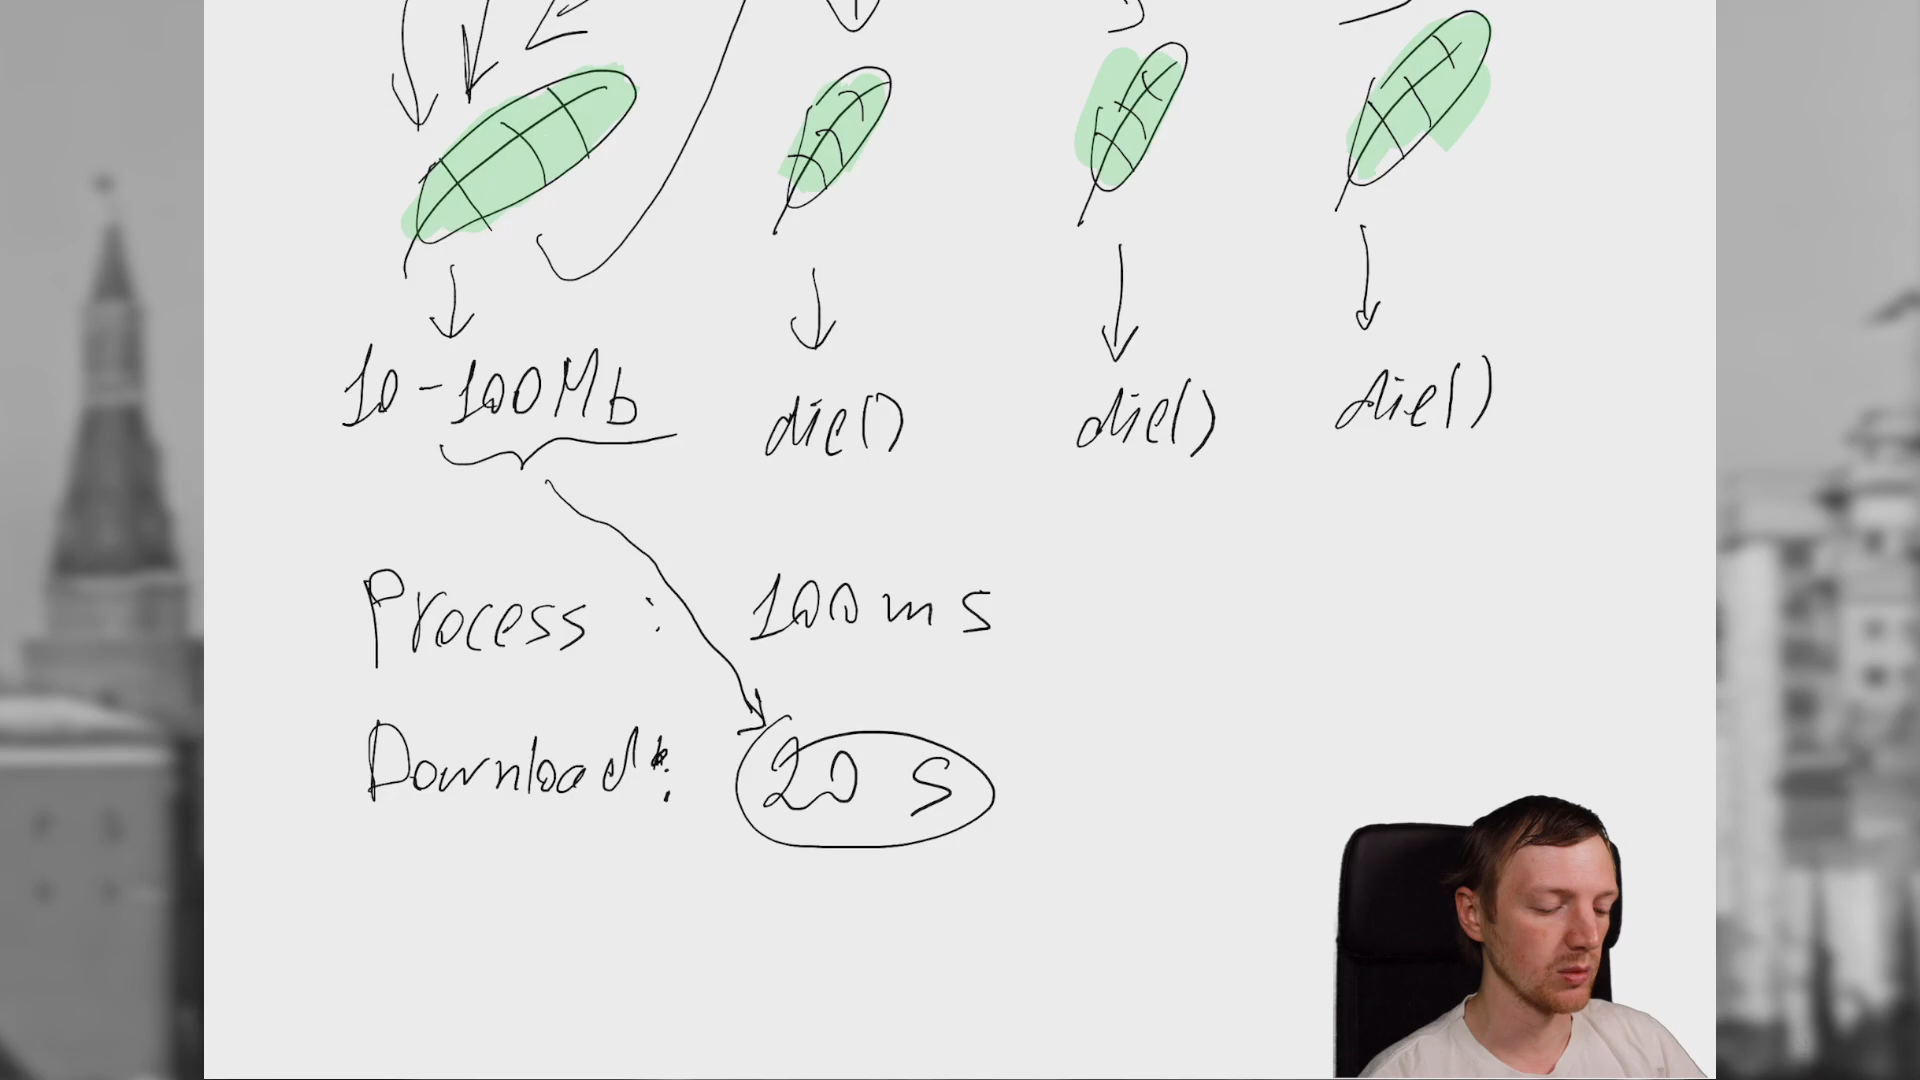 10-100Mb die() die() die()
Process : 100ms
Download : 20 s